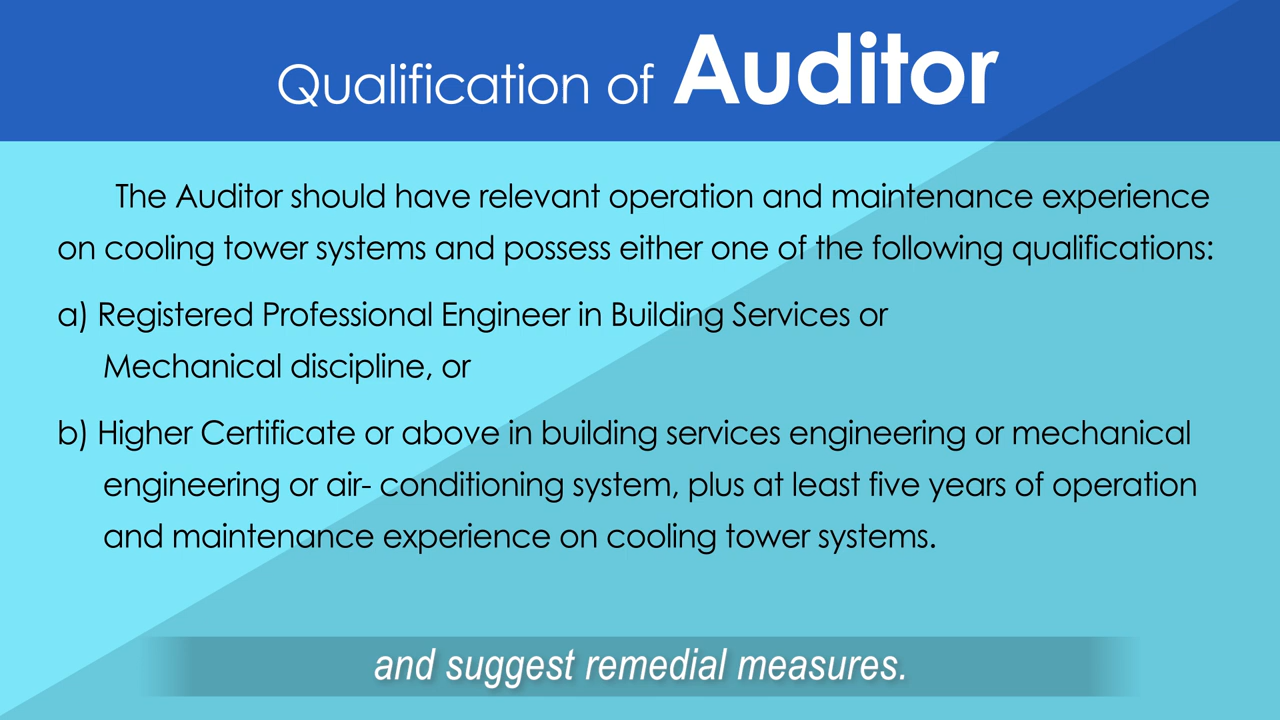 Qualification of Auditor
The Auditor should have relevant operation and maintenance experience
on cooling tower systems and possess either one of the following qualifications:
a) Registered Professional Engineer in Building Services or
Mechanical discipline, or
b) Higher Certificate or above in building services engineering or mechanical
engineering or air- conditioning system, plus at least five years of operation
and maintenance experience on cooling tower systems.
and suggest remedial measures.